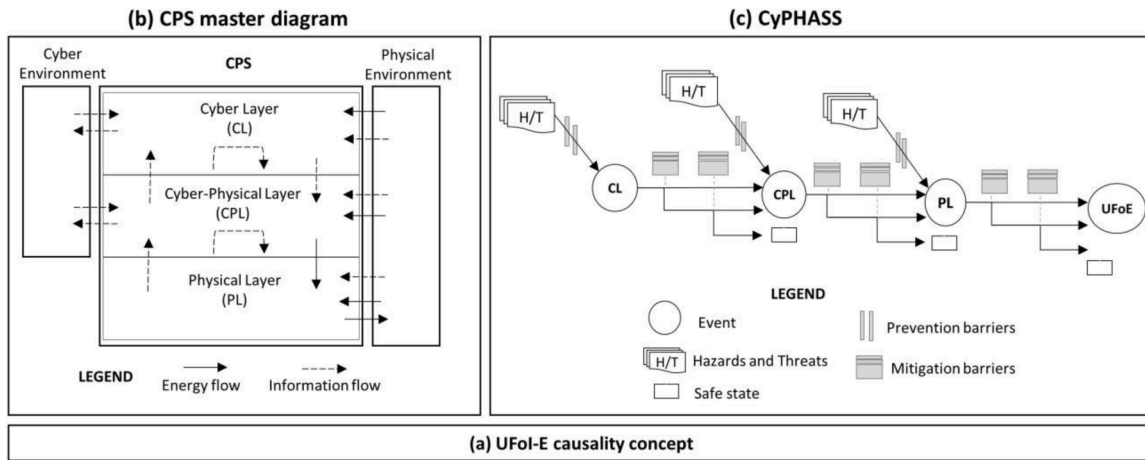 (b) CPS master diagram
Cyber
Environment
CPS
Physical
Environment
Cyber Layer
(CL)
Cyber-Physical Layer
(CPL)
Physical Layer
(PL)
LEGEND
Energy flow
Information flow
(c) CyPHASS
H/T
H/T
H/T
CL
CPL
PL
UFoE
LEGEND
Event
Prevention barriers
H/T
Hazards and Threats
Mitigation barriers
Safe state
(a) UFoI-E causality concept